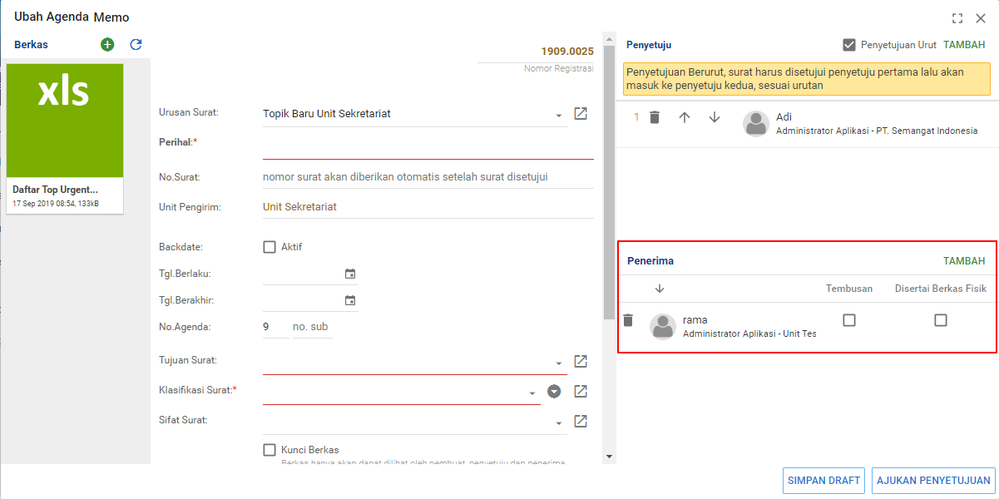 Ubah Agenda Memo
Berkas
xls
Daftar Top Urgent...
17 Sep 2019 08:54, 133kB
1909.0025
Nomor Registrasi
Urusan Surat:
Topik Baru Unit Sekretariat
Perihal:*
No.Surat:
nomor surat akan diberikan otomatis setelah surat disetujui
Unit Pengirim:
Unit Sekretariat
Backdate:
Aktif
Tgl.Berlaku:
Tgl.Berakhir:
No.Agenda:
9 no. sub
Tujuan Surat:
Klasifikasi Surat:*
Sifat Surat:
Kunci Berkas
Berkas hanya akan dapat dilihat oleh pembuat, penyetuju dan penerima
Penyetuju
Penyetujuan Urut TAMBAH
Penyetujuan Berurut, surat harus disetujui penyetuju pertama lalu akan
masuk ke penyetuju kedua, sesuai urutan
1
Adi
Administrator Aplikasi - PT. Semangat Indonesia
Penerima
TAMBAH
Tembusan
Disertai Berkas Fisik
rama
Administrator Aplikasi - Unit Tes
SIMPAN DRAFT
AJUKAN PENYETUJUAN